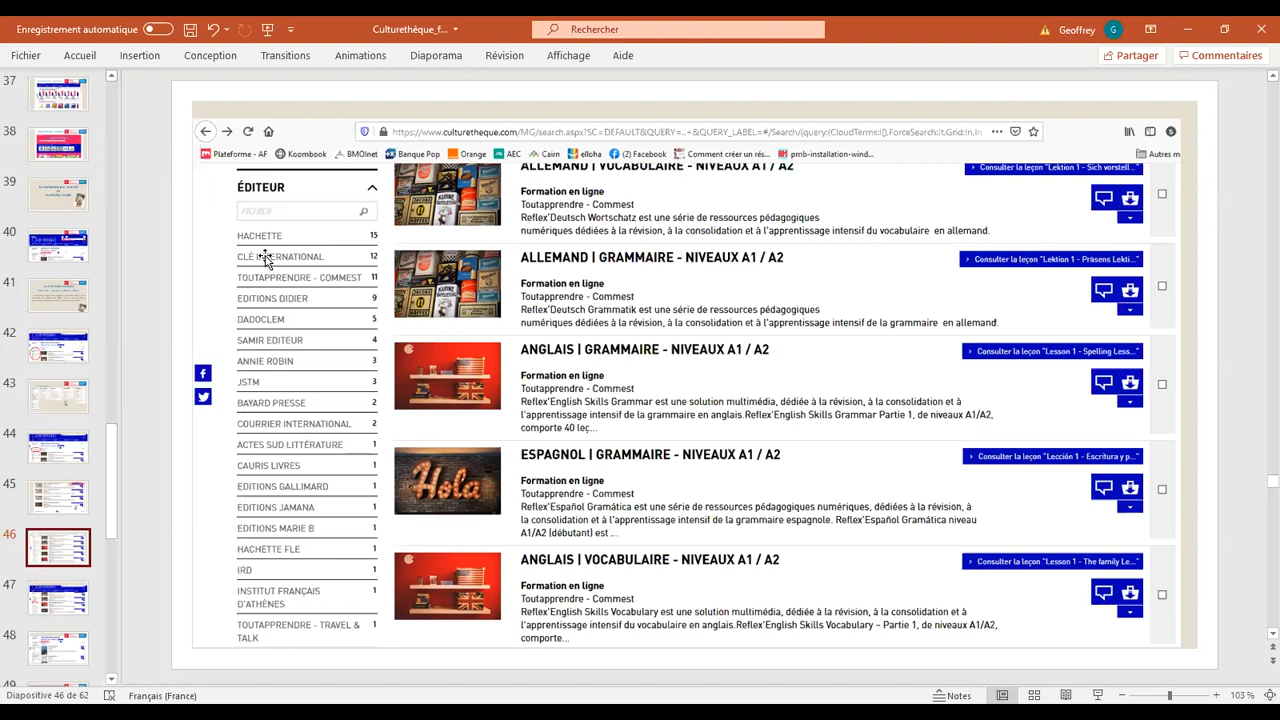 Enregistrement automatique
Culturethèque_f...
Rechercher
Geoffrey
G
Fichier
Accueil
Insertion
Conception
Transitions
Animations
Diaporama
Révision
Affichage
Aide
Partager
Commentaires
37
38
39
40
41
42
43
44
45
46
47
48
49
https://www.culturetheque.com/MG/search.aspx?SC=DEFAULT&QUERY=..+&QUERY
Plateforme - AF
Koombook
BMOInet
Banque Pop
Orange
AEC
Cairn
elloha
(2) Facebook
Comment créer un rés...
pmb-installation-wind...
Autres m
ÉDITEUR
FILTRER
HACHETTE 15
CLÉ INTERNATIONAL 12
TOUTAPPRENDRE - COMMEST 11
EDITIONS DIDIER 9
DADOCLEM 5
SAMIR EDITEUR 4
ANNIE ROBIN 3
JSTM 3
BAYARD PRESSE 2
COURRIER INTERNATIONAL 2
ACTES SUD LITTÉRATURE 1
CAURIS LIVRES 1
EDITIONS GALLIMARD 1
EDITIONS JAMANA 1
EDITIONS MARIE B 1
HACHETTE FLE 1
IRD 1
INSTITUT FRANÇAIS 1
D'ATHÈNES
TOUTAPPRENDRE - TRAVEL & 1
TALK
ALLEMAND | VOCABULAIRE - NIVEAUX A1 / A2
Consulter la leçon "Lektion 1 - Sich vorstell..."
Formation en ligne
Toutapprendre - Commest
Reflex'Deutsch Wortschatz est une série de ressources pédagogiques
numériques dédiées à la révision, à la consolidation et à l'apprentissage intensif du vocabulaire en allemand.
ALLEMAND | GRAMMAIRE - NIVEAUX A1 / A2
Consulter la leçon "Lektion 1 - Präsens Lekti..."
Formation en ligne
Toutapprendre - Commest
Reflex'Deutsch Grammatik est une série de ressources pédagogiques
numériques dédiées à la révision, à la consolidation et à l'apprentissage intensif de la grammaire en allemand.
ANGLAIS | GRAMMAIRE - NIVEAUX A1 / A2
Consulter la leçon "Lesson 1 - Spelling Less..."
Formation en ligne
Toutapprendre - Commest
Reflex'English Skills Grammar est une solution multimédia, dédiée à la révision, à la consolidation et à
l'apprentissage intensif de la grammaire en anglais.Reflex'English Skills Grammar Partie 1, de niveaux A1/A2,
comporte 40 leç...
ESPAGNOL | GRAMMAIRE - NIVEAUX A1 / A2
Consulter la leçon "Lección 1 - Escritura y p..."
Hola
Formation en ligne
Toutapprendre - Commest
Reflex'Español Gramática est une série de ressources pédagogiques numériques, dédiées à la révision, à
la consolidation et à l'apprentissage intensif de la grammaire espagnole. Reflex'Español Gramática niveau
A1/A2 (débutant) est ...
ANGLAIS | VOCABULAIRE - NIVEAUX A1 / A2
Consulter la leçon "Lesson 1 - The family Le..."
Formation en ligne
Toutapprendre - Commest
Reflex'English Skills Vocabulary est une solution multimédia, dédiée à la révision, à la consolidation et à
l'apprentissage intensif du vocabulaire en anglais.Reflex'English Skills Vocabulary - Partie 1, de niveaux A1/A2,
comporte...
Diapositive 46 de 62
Français (France)
Notes
103 %